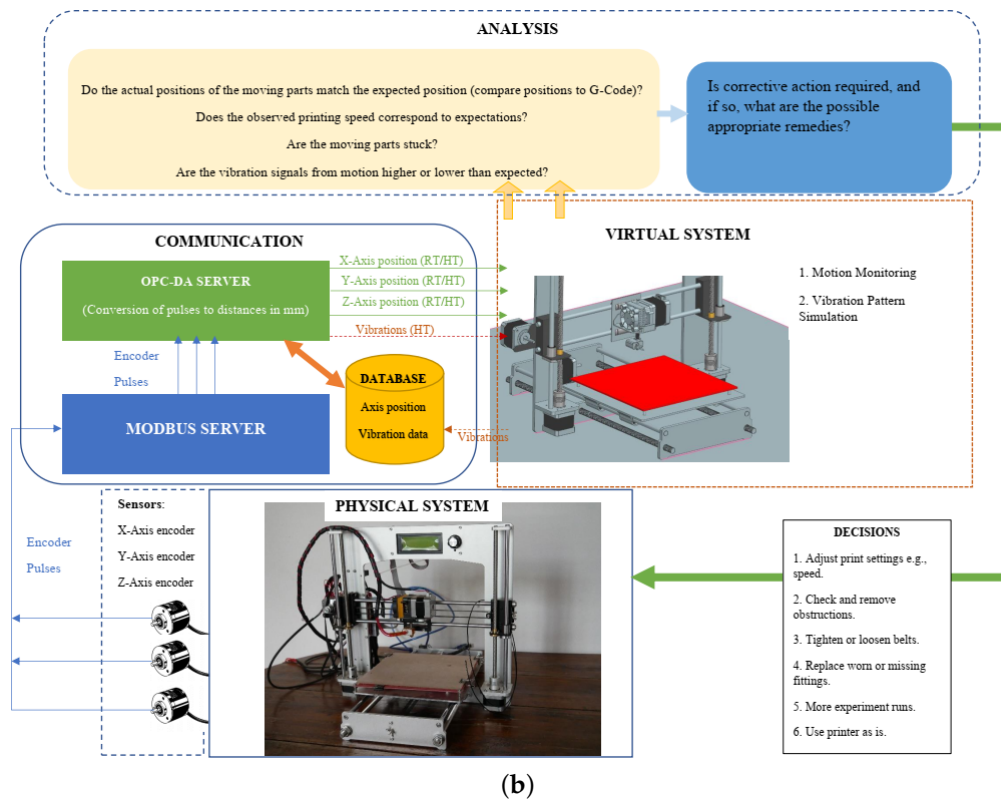 ANALYSIS
Do the actual positions of the moving parts match the expected position (compare positions to G-Code)?
Does the observed printing speed correspond to expectations?
Are the moving parts stuck?
Are the vibration signals from motion higher or lower than expected?
Is corrective action required, and
if so, what are the possible
appropriate remedies?
COMMUNICATION
OPC-DA SERVER
(Conversion of pulses to distances in mm)
X-Axis position (RT/HT)
Y-Axis position (RT/HT)
Z-Axis position (RT/HT)
Vibrations (HT)
Encoder
Pulses
MODBUS SERVER
DATABASE
Axis position
Vibration data
Vibrations
VIRTUAL SYSTEM
1. Motion Monitoring
2. Vibration Pattern
Simulation
Encoder
Pulses
Sensors:
X-Axis encoder
Y-Axis encoder
Z-Axis encoder
PHYSICAL SYSTEM
DECISIONS
1. Adjust print settings e.g.,
speed.
2. Check and remove
obstructions.
3. Tighten or loosen belts.
4. Replace worn or missing
fittings.
5. More experiment runs.
6. Use printer as is.
(b)